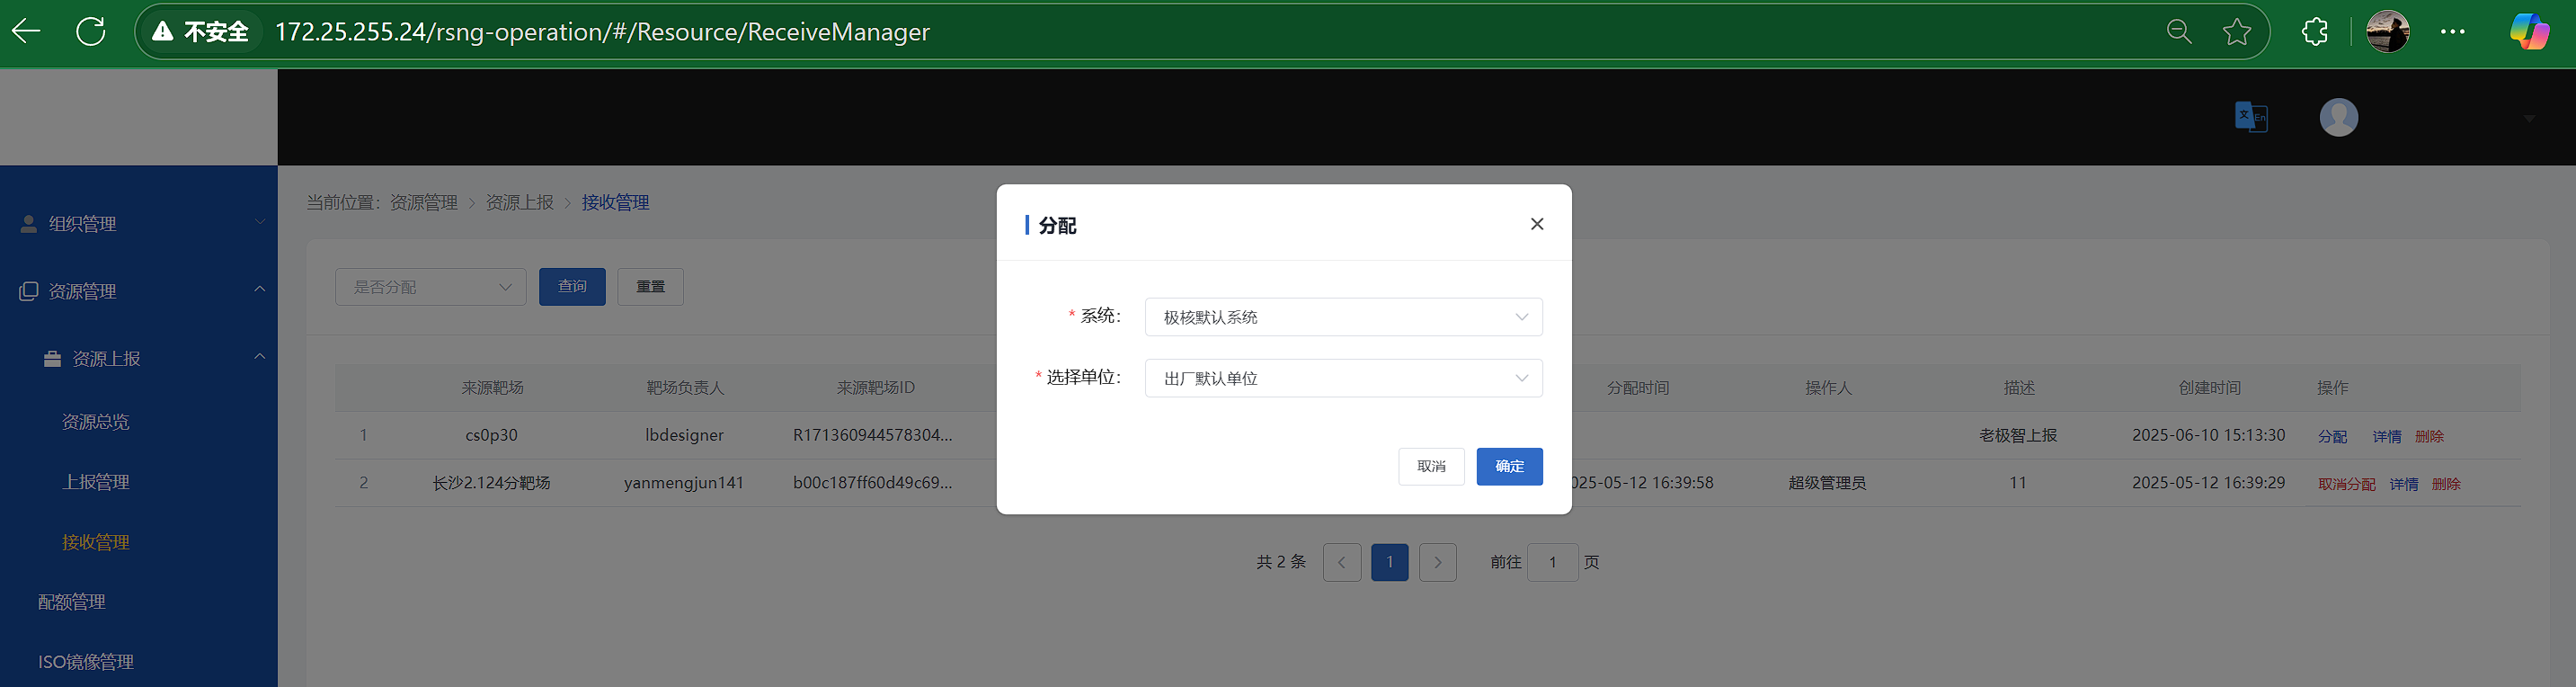 不安全 172.25.255.24/rsng-operation/#/Resource/ReceiveManager
文 En
组织管理
资源管理
资源上报
资源总览
上报管理
接收管理
配额管理
ISO镜像管理
当前位置: 资源管理 > 资源上报 > 接收管理
是否分配 查询 重置
来源靶场 靶场负责人 来源靶场ID 分配时间 操作人 描述 创建时间 操作
1 cs0p30 lbdesigner R171360944578304... 老极智上报 2025-06-10 15:13:30 分配 详情 删除
2 长沙2.124分靶场 yanmengjun141 b00c187ff60d49c69... 025-05-12 16:39:58 超级管理员 11 2025-05-12 16:39:29 取消分配 详情 删除
共 2 条 < 1 > 前往 1 页
分配
* 系统: 极核默认系统
* 选择单位: 出厂默认单位
取消 确定